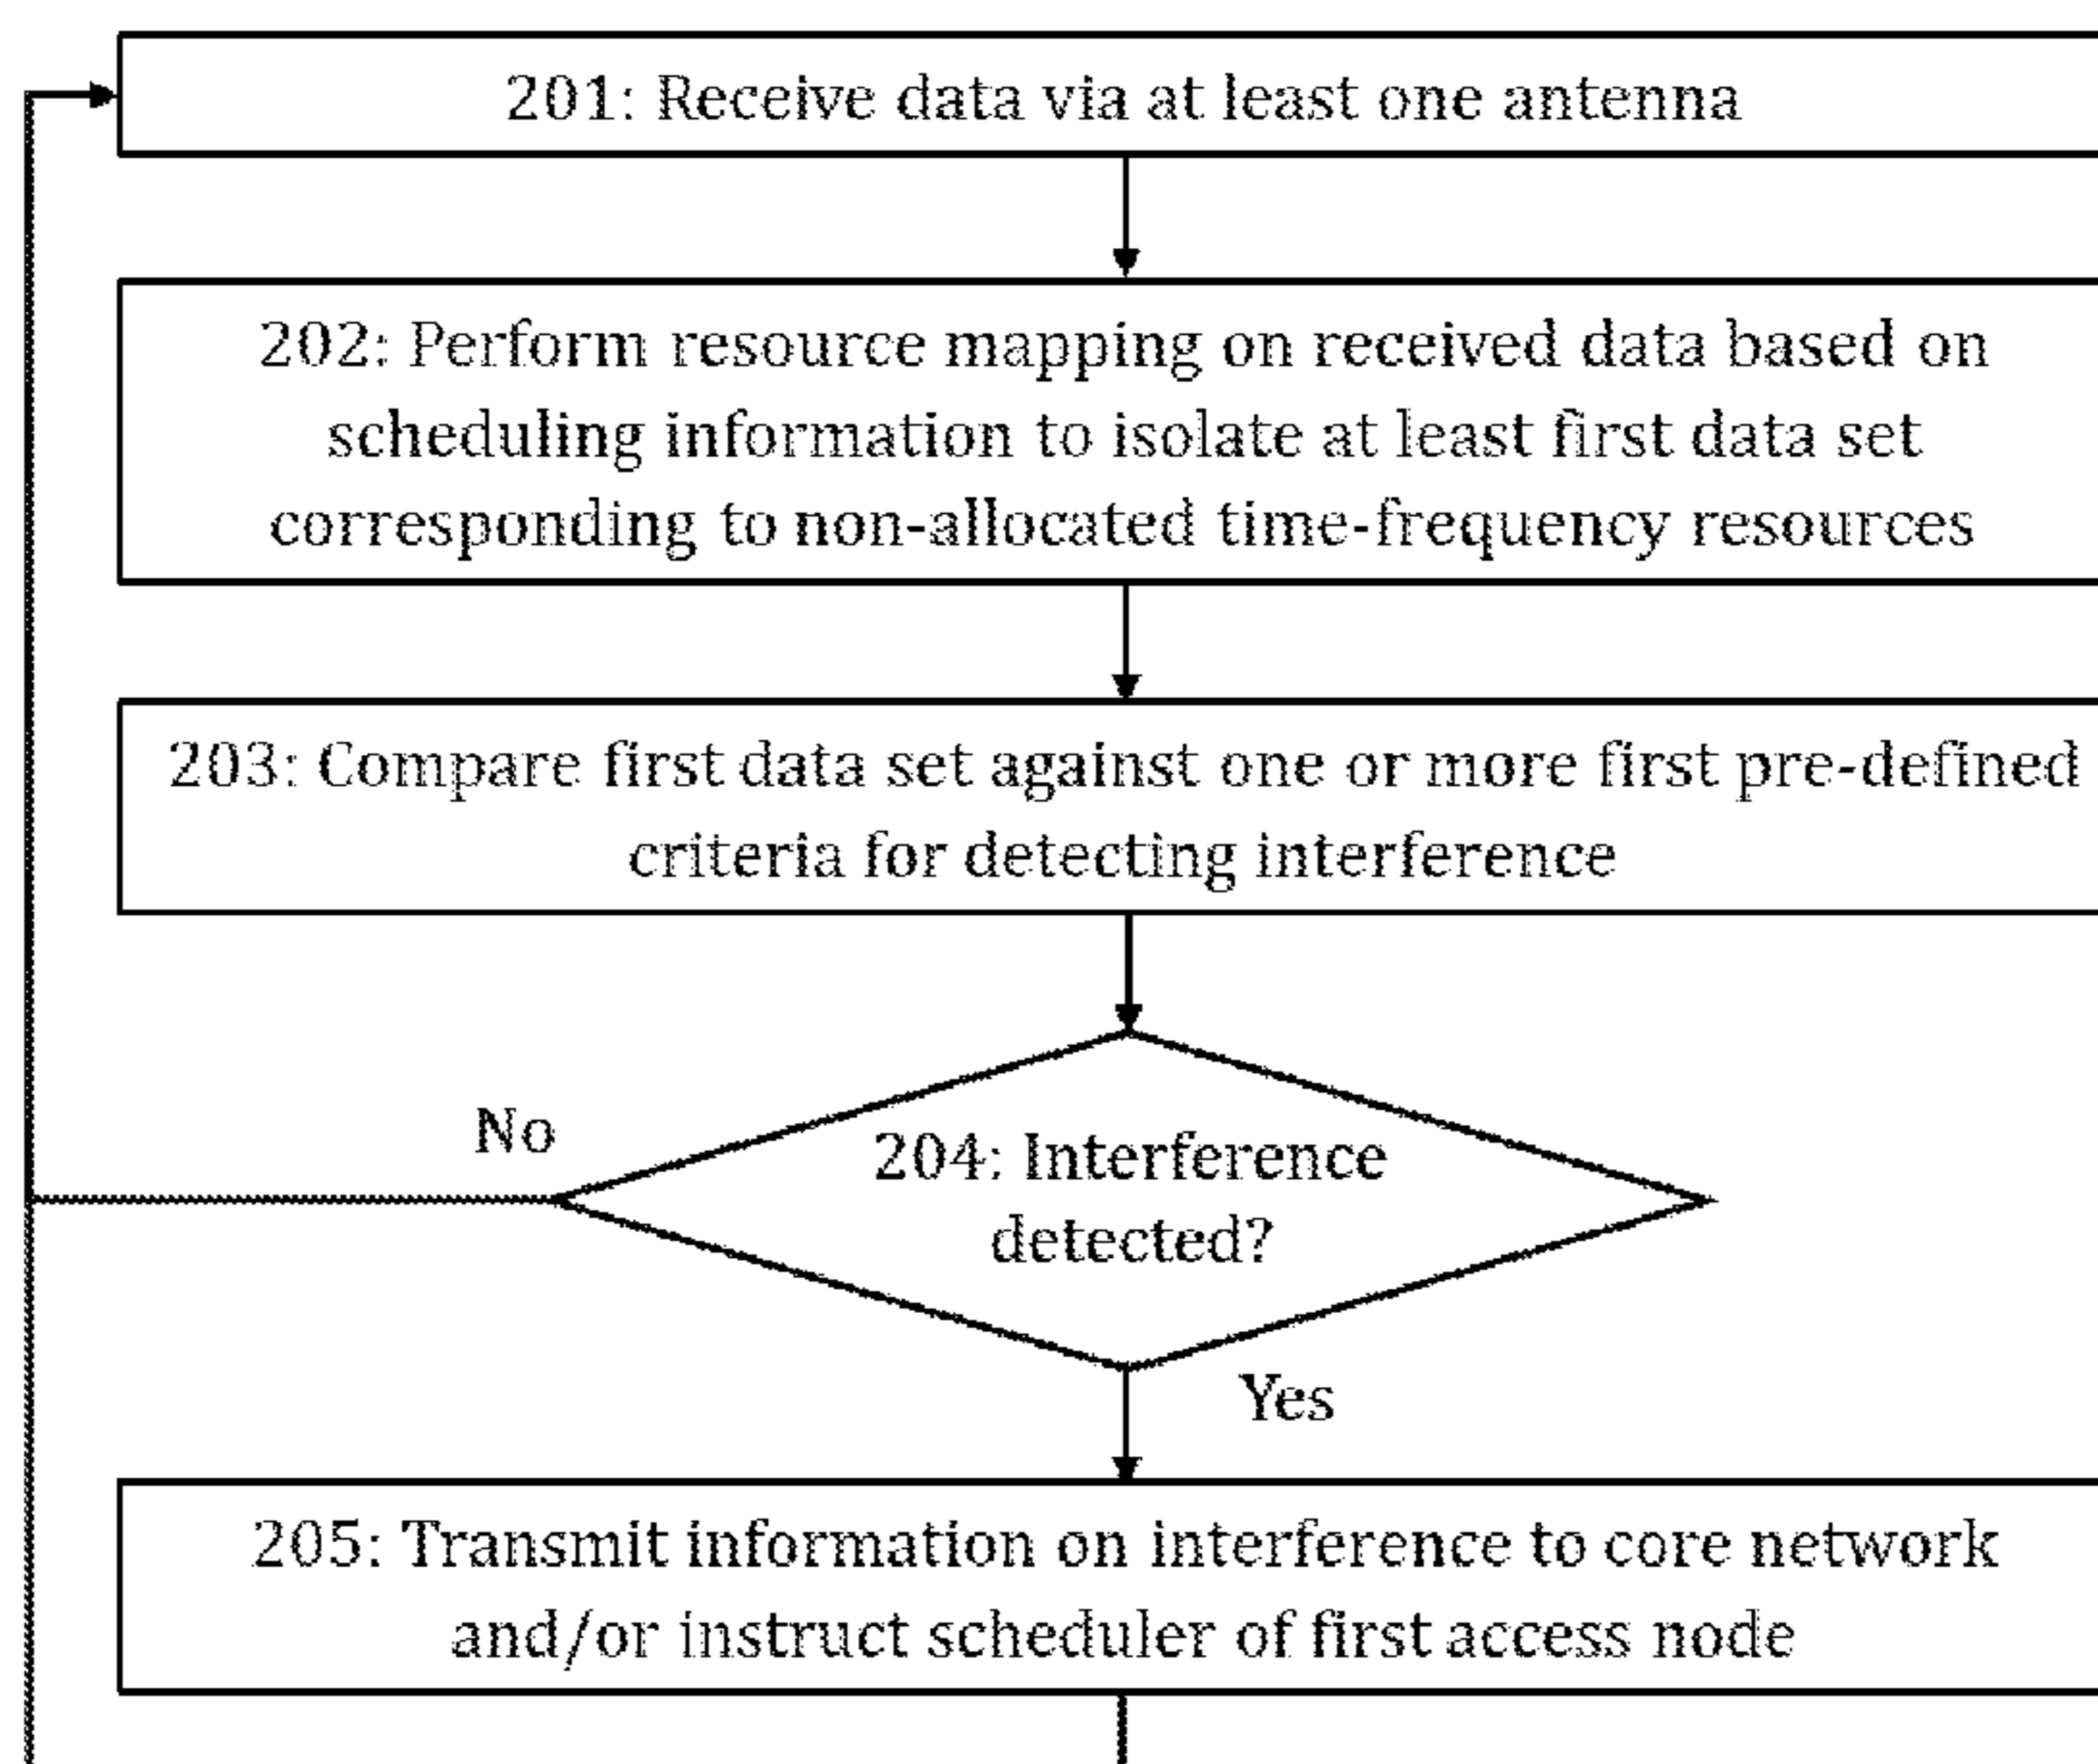 201: Receive data via at least one antenna
202: Perform resource mapping on received data based on
scheduling information to isolate at least first data set
corresponding to non-allocated time-frequency resources
203: Compare first data set against one or more first pre-defined
criteria for detecting interference
No
204: Interference
detected?
Yes
205: Transmit information on interference to core network
and/or instruct scheduler of first access node